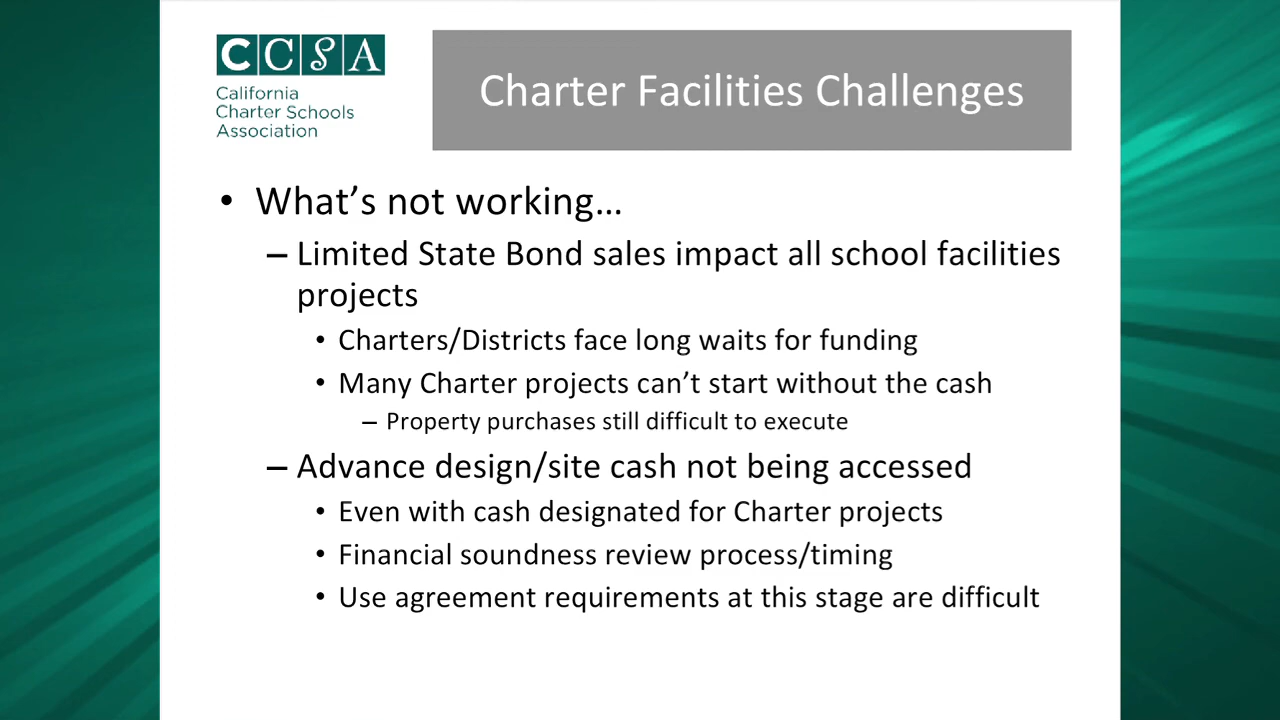 CCSA
California
Charter Schools
Association
Charter Facilities Challenges
• What’s not working…
– Limited State Bond sales impact all school facilities
projects
• Charters/Districts face long waits for funding
• Many Charter projects can’t start without the cash
– Property purchases still difficult to execute
– Advance design/site cash not being accessed
• Even with cash designated for Charter projects
• Financial soundness review process/timing
• Use agreement requirements at this stage are difficult